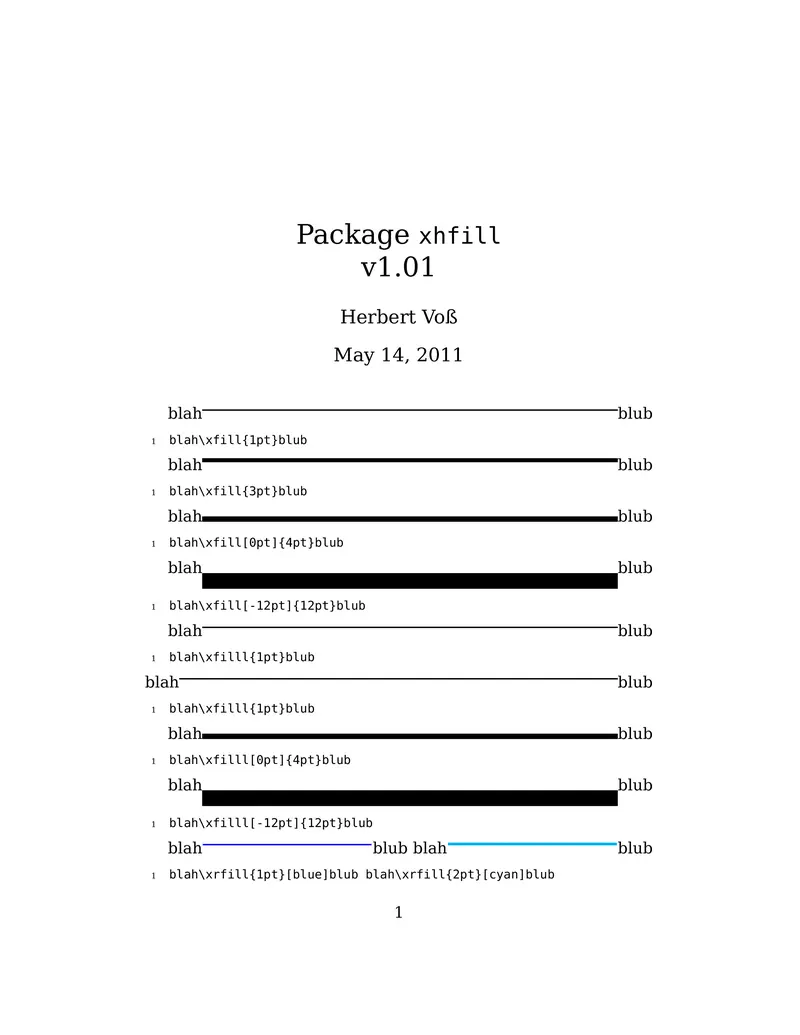 Package xhfill
v1.01
Herbert Voß
May 14, 2011
blah blub
1 blah\xfill{1pt}blub
blah blub
1 blah\xfill{3pt}blub
blah blub
1 blah\xfill[0pt]{4pt}blub
blah blub
1 blah\xfill[-12pt]{12pt}blub
blah blub
1 blah\xfilll{1pt}blub
blah blub
1 blah\xfilll{1pt}blub
blah blub
1 blah\xfilll[0pt]{4pt}blub
blah blub
1 blah\xfilll[-12pt]{12pt}blub
blah blub blah blub
1 blah\xrfill{1pt}[blue]blub blah\xrfill{2pt}[cyan]blub
1